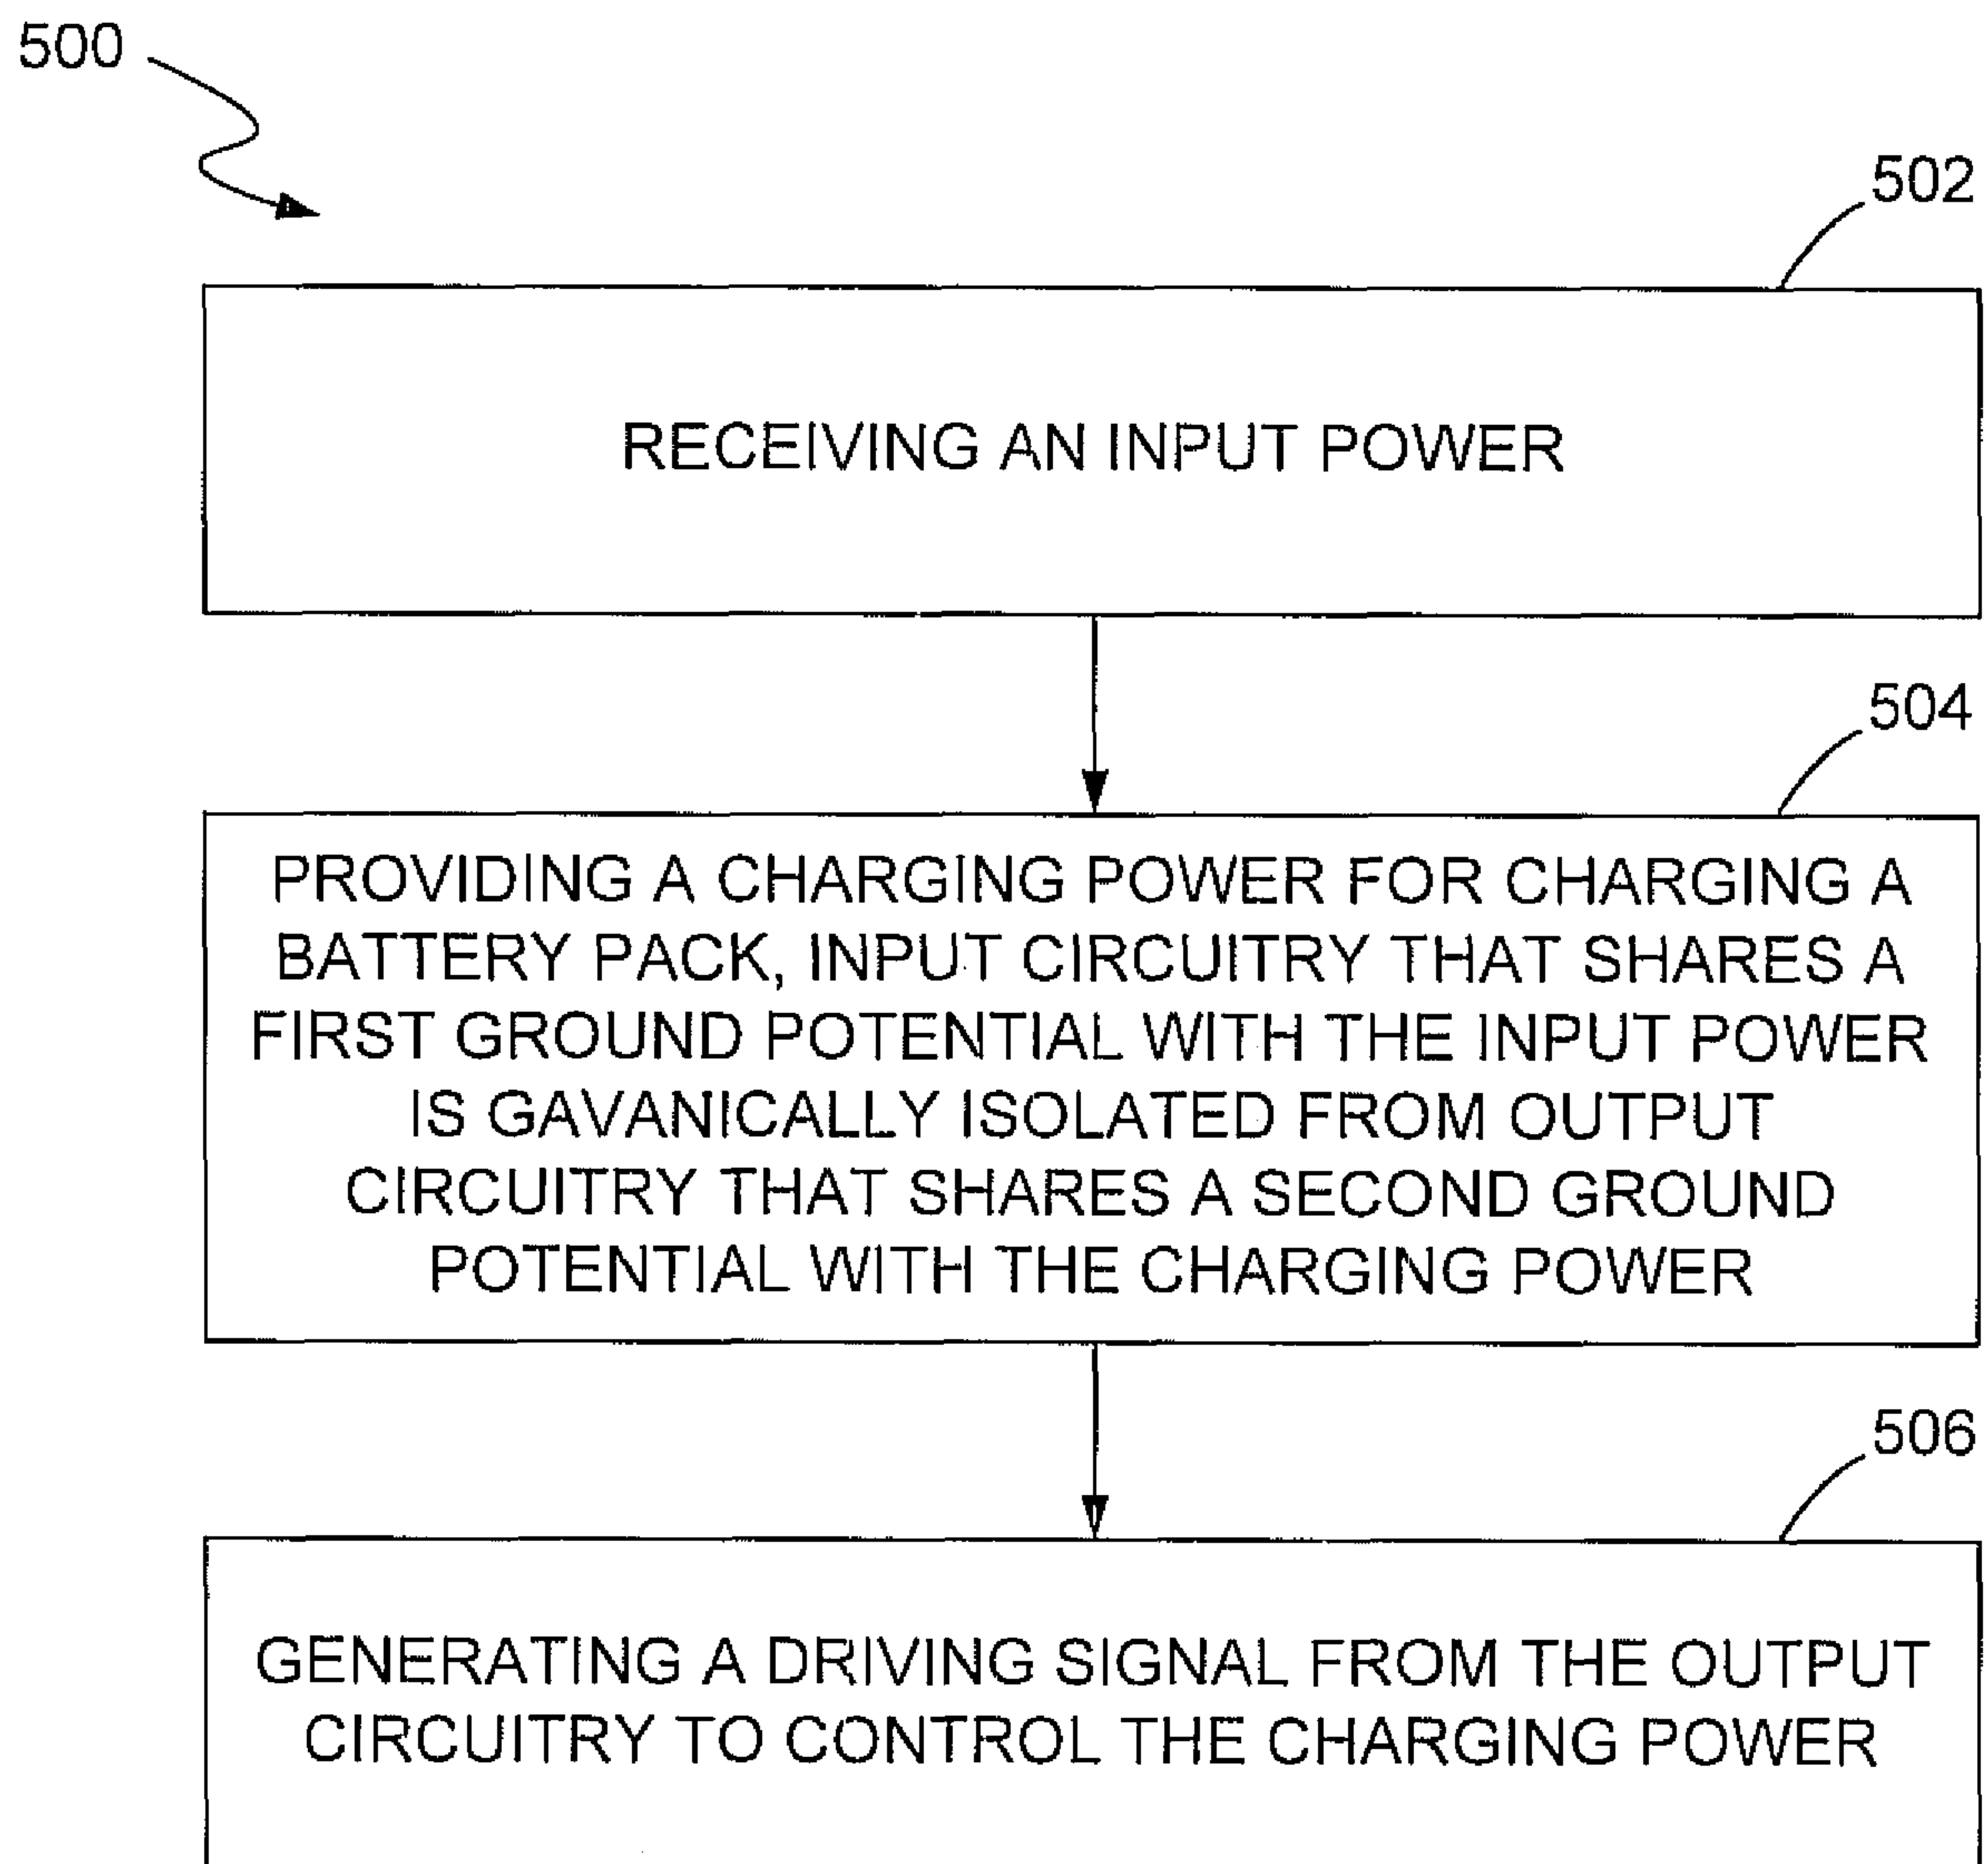 500
502
RECEIVING AN INPUT POWER
504
PROVIDING A CHARGING POWER FOR CHARGING A
BATTERY PACK, INPUT CIRCUITRY THAT SHARES A
FIRST GROUND POTENTIAL WITH THE INPUT POWER
IS GAVANICALLY ISOLATED FROM OUTPUT
CIRCUITRY THAT SHARES A SECOND GROUND
POTENTIAL WITH THE CHARGING POWER
506
GENERATING A DRIVING SIGNAL FROM THE OUTPUT
CIRCUITRY TO CONTROL THE CHARGING POWER